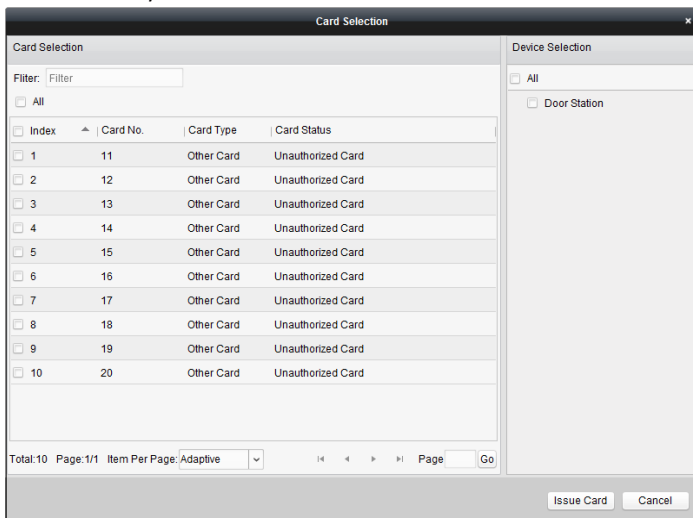 Card Selection ×
Card Selection
Device Selection
Fliter: Filter
All
All
Door Station
Index Card No. Card Type Card Status
1 11 Other Card Unauthorized Card
2 12 Other Card Unauthorized Card
3 13 Other Card Unauthorized Card
4 14 Other Card Unauthorized Card
5 15 Other Card Unauthorized Card
6 16 Other Card Unauthorized Card
7 17 Other Card Unauthorized Card
8 18 Other Card Unauthorized Card
9 19 Other Card Unauthorized Card
10 20 Other Card Unauthorized Card
Total:10 Page:1/1 Item Per Page: Adaptive Page Go
Issue Card Cancel